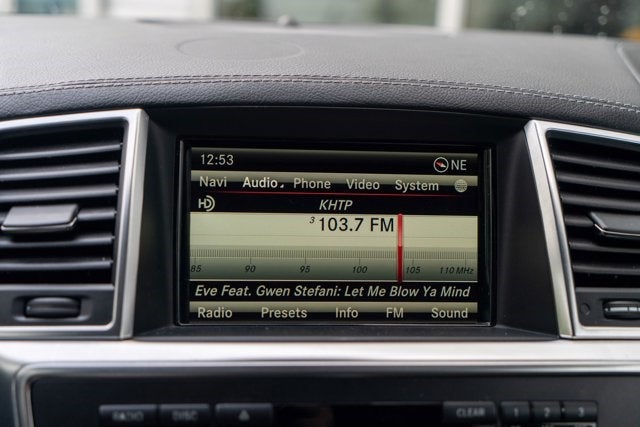 12:53 NE
Navi Audio Phone Video System
HD KHTP
3 103.7 FM
85 90 95 100 105 110 MHz
Eve Feat. Gwen Stefani: Let Me Blow Ya Mind
Radio Presets Info FM Sound
RADIO DISC CLEAR 1 2 3